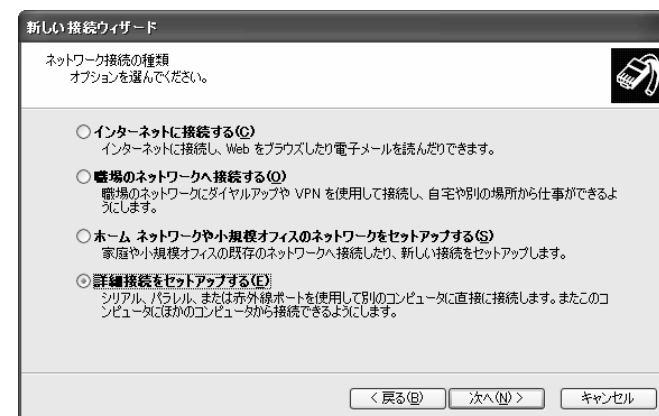 新しい接続ウィザード
ネットワーク接続の種類
オプションを選んでください。
インターネットに接続する(C)
インターネットに接続し、Web をブラウズしたり電子メールを読んだりできます。
職場のネットワークへ接続する(O)
職場のネットワークにダイヤルアップや VPN を使用して接続し、自宅や別の場所から仕事ができるよ
うにします。
ホーム ネットワークや小規模オフィスのネットワークをセットアップする(S)
家庭や小規模オフィスの既存のネットワークへ接続したり、新しい接続をセットアップします。
詳細接続をセットアップする(E)
シリアル、パラレル、または赤外線ポートを使用して別のコンピュータに直接に接続します。またこのコ
ンピュータにほかのコンピュータから接続できるようにします。
< 戻る(B) 次へ(N) > キャンセル